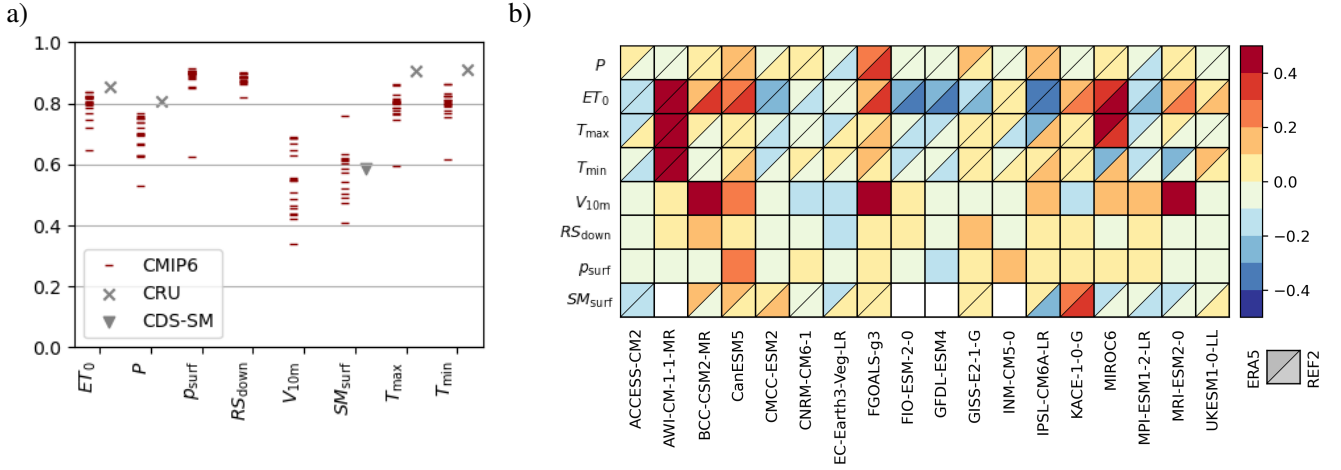 a)
1.0
0.8
0.6
0.4
0.2
0.0
CMIP6
CRU
CDS-SM
ET0
P
psurf
RSdown
V10m
SMsurf
Tmax
Tmin
b)
P
ET0
Tmax
Tmin
V10m
RSdown
psurf
SMsurf
ACCESS-CM2
AWI-CM-1-1-MR
BCC-CSM2-MR
CanESM5
CMCC-ESM2
CNRM-CM6-1
EC-Earth3-Veg-LR
FGOALS-g3
FIO-ESM-2-0
GFDL-ESM4
GISS-E2-1-G
INM-CM5-0
IPSL-CM6A-LR
KACE-1-0-G
MIROC6
MPI-ESM1-2-LR
MRI-ESM2-0
UKESM1-0-LL
0.4
0.2
0.0
−0.2
−0.4
ERA5
REF2